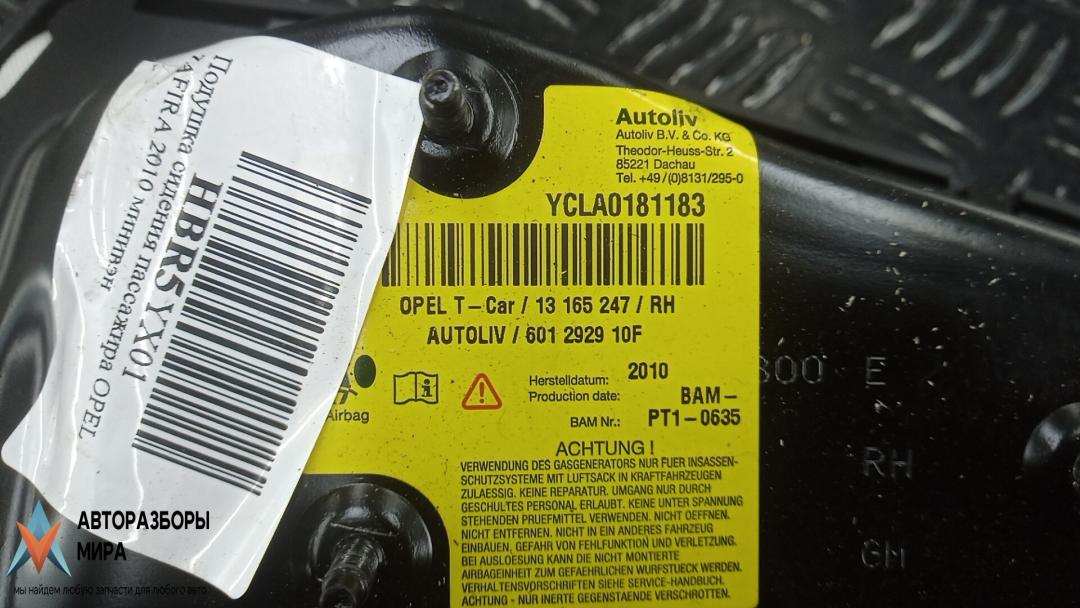 Подушка сидения пассажира OPEL
ZAFIRA 2010 минивэн
HBR5YX01
Autoliv
Autoliv B.V. & Co. KG
Theodor-Heuss-Str. 2
85221 Dachau
Tel. +49/(0)8131/295-0
YCLA0181183
OPEL T-Car / 13 165 247 / RH
AUTOLIV / 601 2929 10F
Airbag
Herstelldatum: 2010
Production date:
BAM-
BAM Nr.: PT1-0635
ACHTUNG !
VERWENDUNG DES GASGENERATORS NUR FUER INSASSEN-
SCHUTZSYSTEME MIT LUFTSACK IN KRAFTFAHRZEUGEN
ZULAESSIG. KEINE REPARATUR. UMGANG NUR DURCH
GESCHULTES PERSONAL ERLAUBT. KEINE UNTER SPANNUNG
STEHENDEN PRUEFMITTEL VERWENDEN. NICHT OEFFNEN.
NICHT ENTFERNEN. NICHT IN EIN ANDERES FAHRZEUG
EINBAUEN, GEFAHR VON FEHLFUNKTION UND VERLETZUNG.
BEI AUSLOESUNG KANN DIE NICHT MONTIERTE
AIRBAGEINHEIT ZUM GEFAEHRLICHEN WURFSTUECK WERDEN.
VERHALTENSVORSCHRIFTEN SIEHE SERVICE-HANDBUCH.
ACHTUNG - NUR INERTE GEGENSTAENDE VERSCHROTTEN.
800 E
RH
GM
АВТОРАЗБОРЫ
МИРА
мы найдем любую запчасти для любого авто